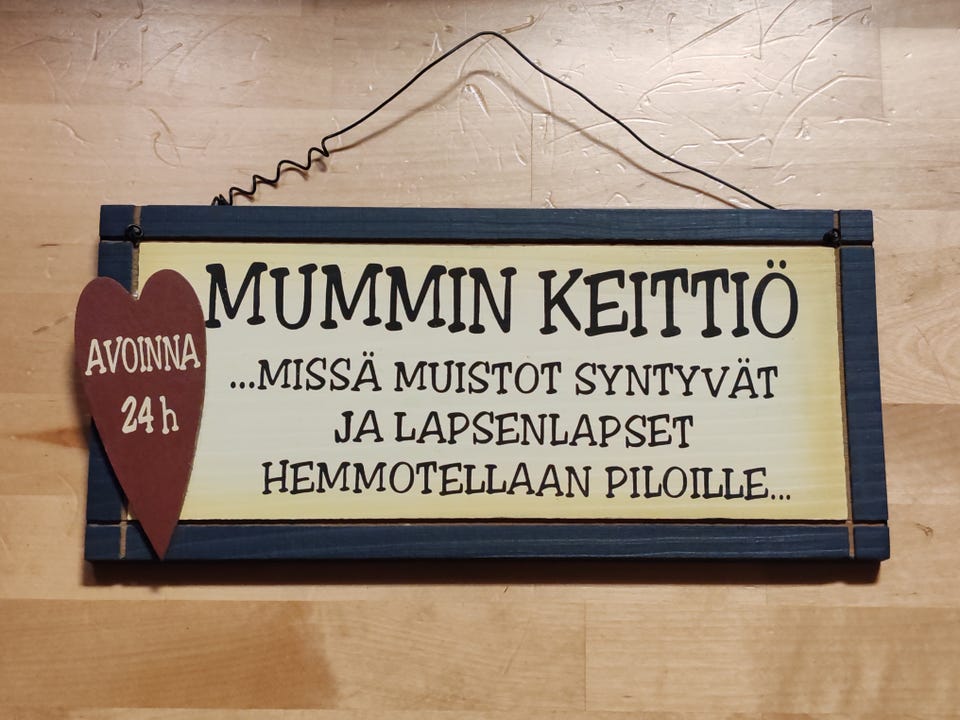 AVOINNA
24 h
MUMMIN KEITTIÖ
...MISSÄ MUISTOT SYNTYVÄT
JA LAPSENLAPSET
HEMMOTELLAAN PILOILLE...